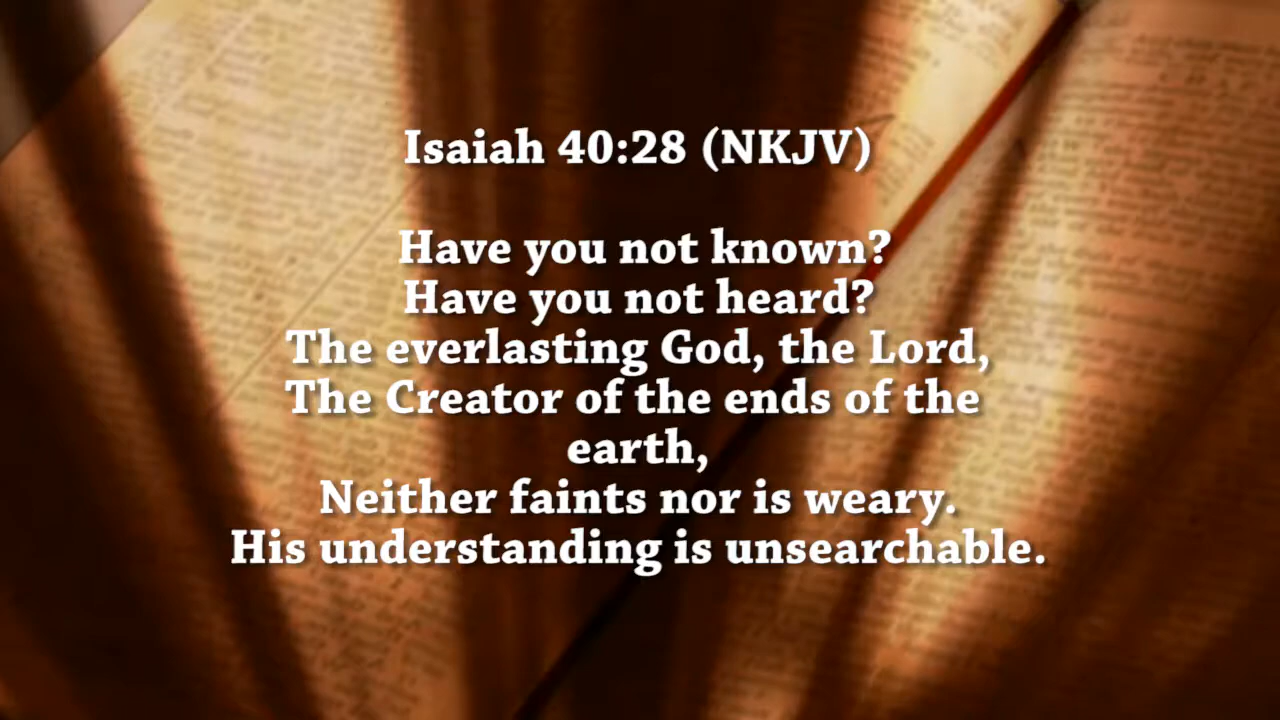 Isaiah 40:28 (NKJV)
Have you not known?
Have you not heard?
The everlasting God, the Lord,
The Creator of the ends of the
earth,
Neither faints nor is weary.
His understanding is unsearchable.